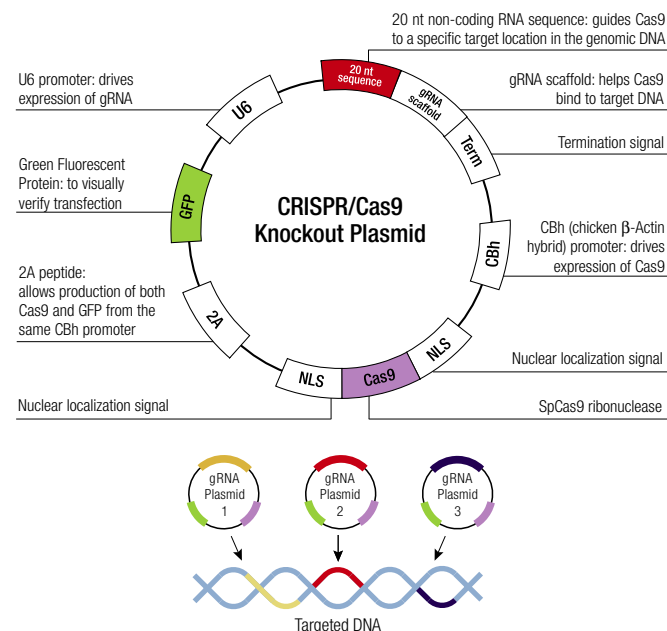 20 nt non-coding RNA sequence: guides Cas9
to a specific target location in the genomic DNA
U6 promoter: drives
expression of gRNA
20 nt
sequence
gRNA
scaffold
gRNA scaffold: helps Cas9
bind to target DNA
U6
Term
Termination signal
Green Fluorescent
Protein: to visually
verify transfection
GFP
CRISPR/Cas9
Knockout Plasmid
CBh
CBh (chicken β-Actin
hybrid) promoter: drives
expression of Cas9
2A peptide:
allows production of both
Cas9 and GFP from the
same CBh promoter
2A
NLS
Cas9
NLS
Nuclear localization signal
Nuclear localization signal
SpCas9 ribonuclease
gRNA
Plasmid
1
gRNA
Plasmid
2
gRNA
Plasmid
3
Targeted DNA